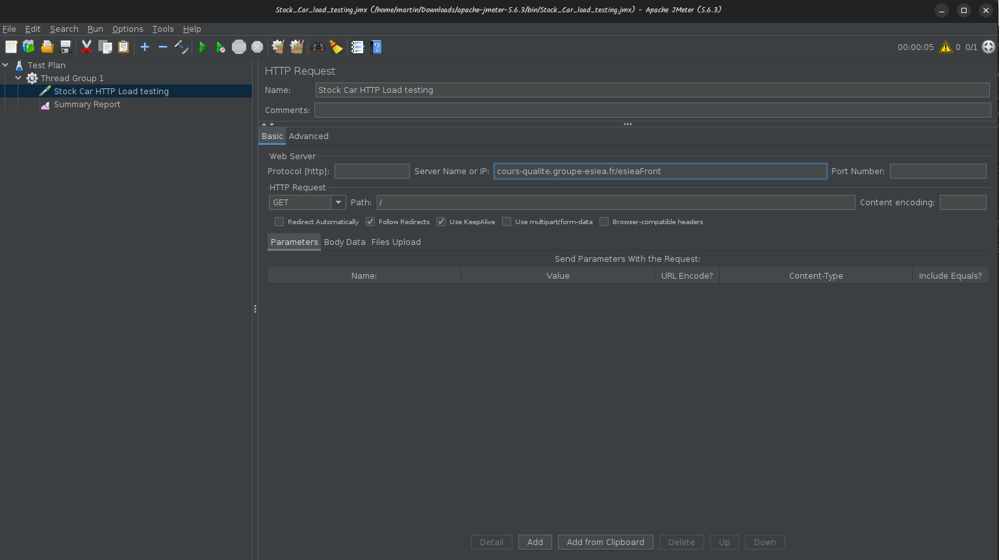 Stock_Car_load_testing.jmx (/home/martin/Downloads/apache-jmeter-5.6.3/bin/Stock_Car_load_testing.jmx) - Apache JMeter (5.6.3)
File Edit Search Run Options Tools Help
STOP 00:00:05 0 0/1
Test Plan
Thread Group 1
Stock Car HTTP Load testing
Summary Report
HTTP Request
Name: Stock Car HTTP Load testing
Comments:
Basic Advanced
Web Server
Protocol [http]: Server Name or IP: cours-qualite.groupe-esiea.fr/esieaFront Port Number:
HTTP Request
GET Path: / Content encoding:
Redirect Automatically Follow Redirects Use KeepAlive Use multipart/form-data Browser-compatible headers
Parameters Body Data Files Upload
Send Parameters With the Request:
Name: Value URL Encode? Content-Type Include Equals?
Detail Add Add from Clipboard Delete Up Down